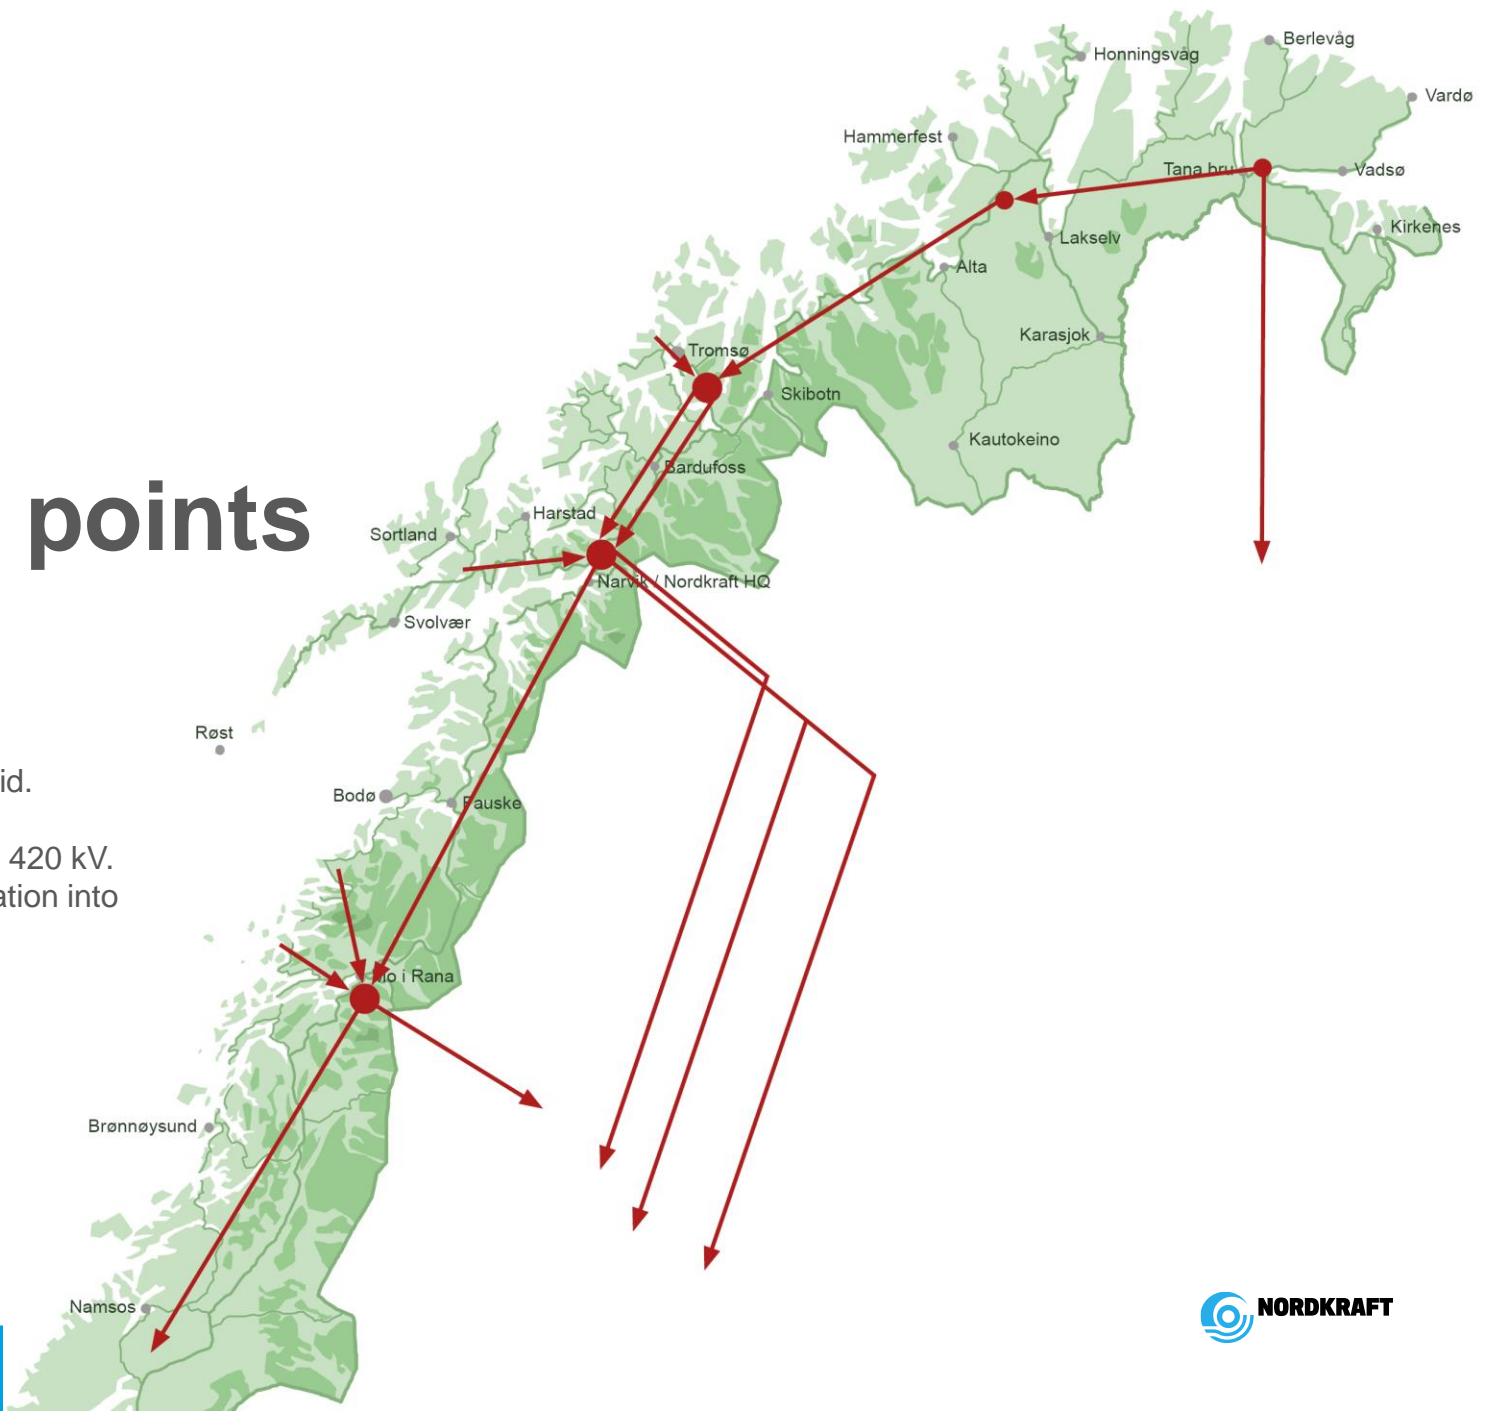 Berlevåg
Honningsvåg
Vardø
Hammerfest
Tana bru
Vadsø
Kirkenes
Lakselv
Alta
Karasjok
Tromsø
Skibotn
Kautokeino
Bardufoss
points
Harstad
Sortland
Narvik / Nordkraft HQ
Svolvær
Røst
id.
Bodø
Fauske
420 kV.
ation into
Mo i Rana
Brønnøysund
Namsos
NORDKRAFT